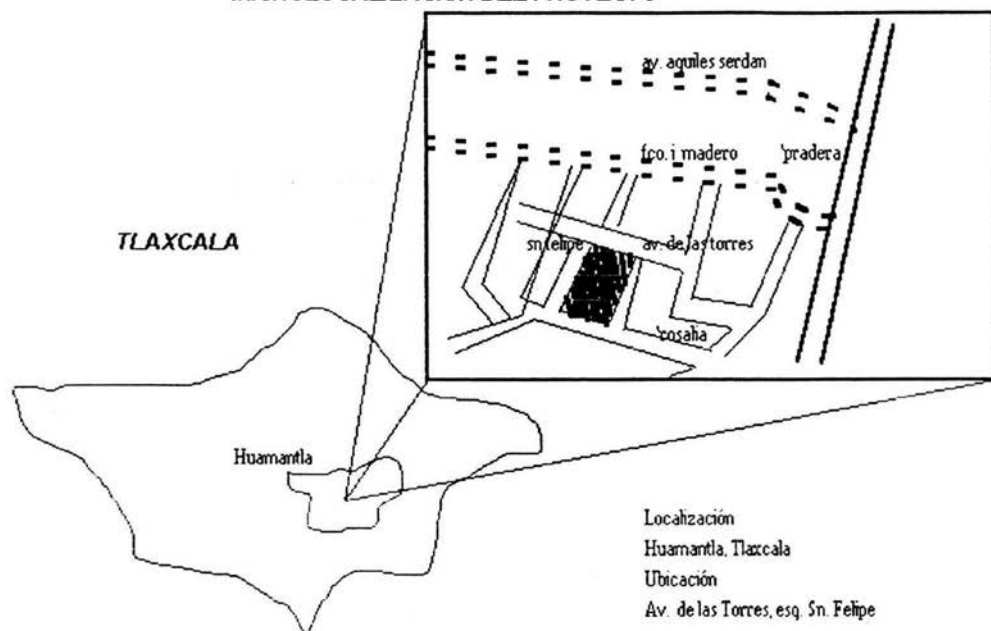 av. aquiles serdan
fco. i. madero
'pradera
TLAXCALA
sn felipe
av. de las torres
'rosalia
Huamantla
Localización
Huamantla, Tlaxcala
Ubicación
Av. de las Torres, esq. Sn. Felipe